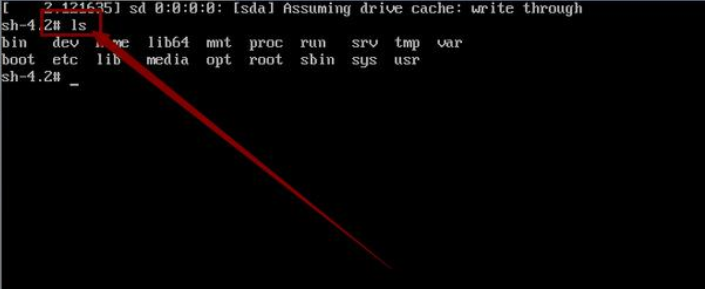 [    2.121635] sd 0:0:0:0: [sda] Assuming drive cache: write through
sh-4.2# ls
bin  dev  home  lib64  mnt  proc  run  srv  tmp  var
boot  etc  lib  media  opt  root  sbin  sys  usr
sh-4.2# _